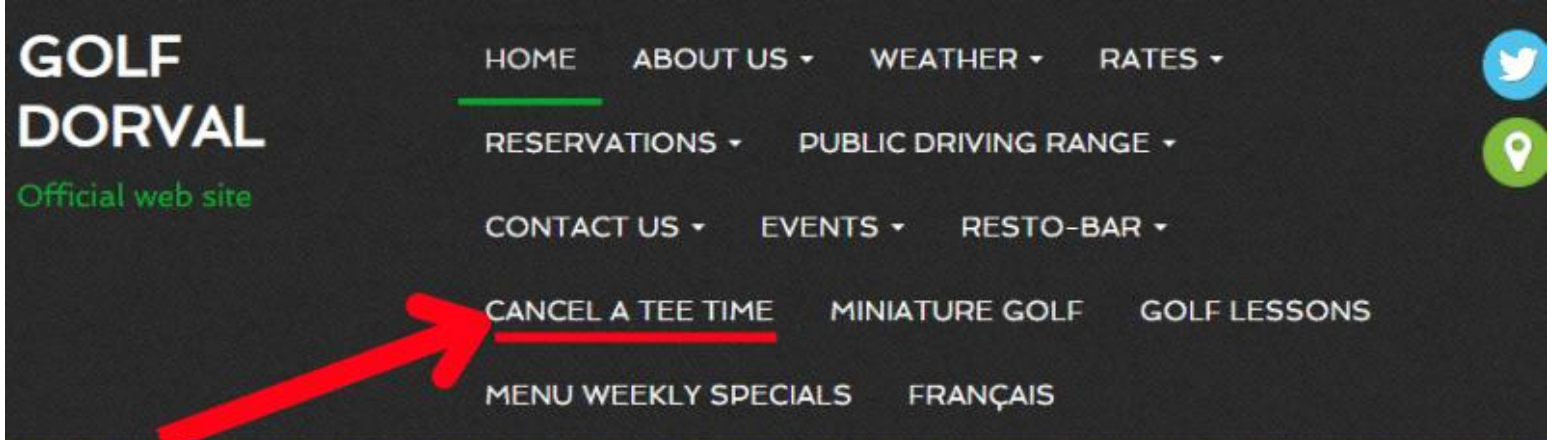 GOLF
DORVAL
Official web site
HOME ABOUT US WEATHER RATES
RESERVATIONS PUBLIC DRIVING RANGE
CONTACT US EVENTS RESTO-BAR
CANCEL A TEE TIME MINIATURE GOLF GOLF LESSONS
MENU WEEKLY SPECIALS FRANÇAIS